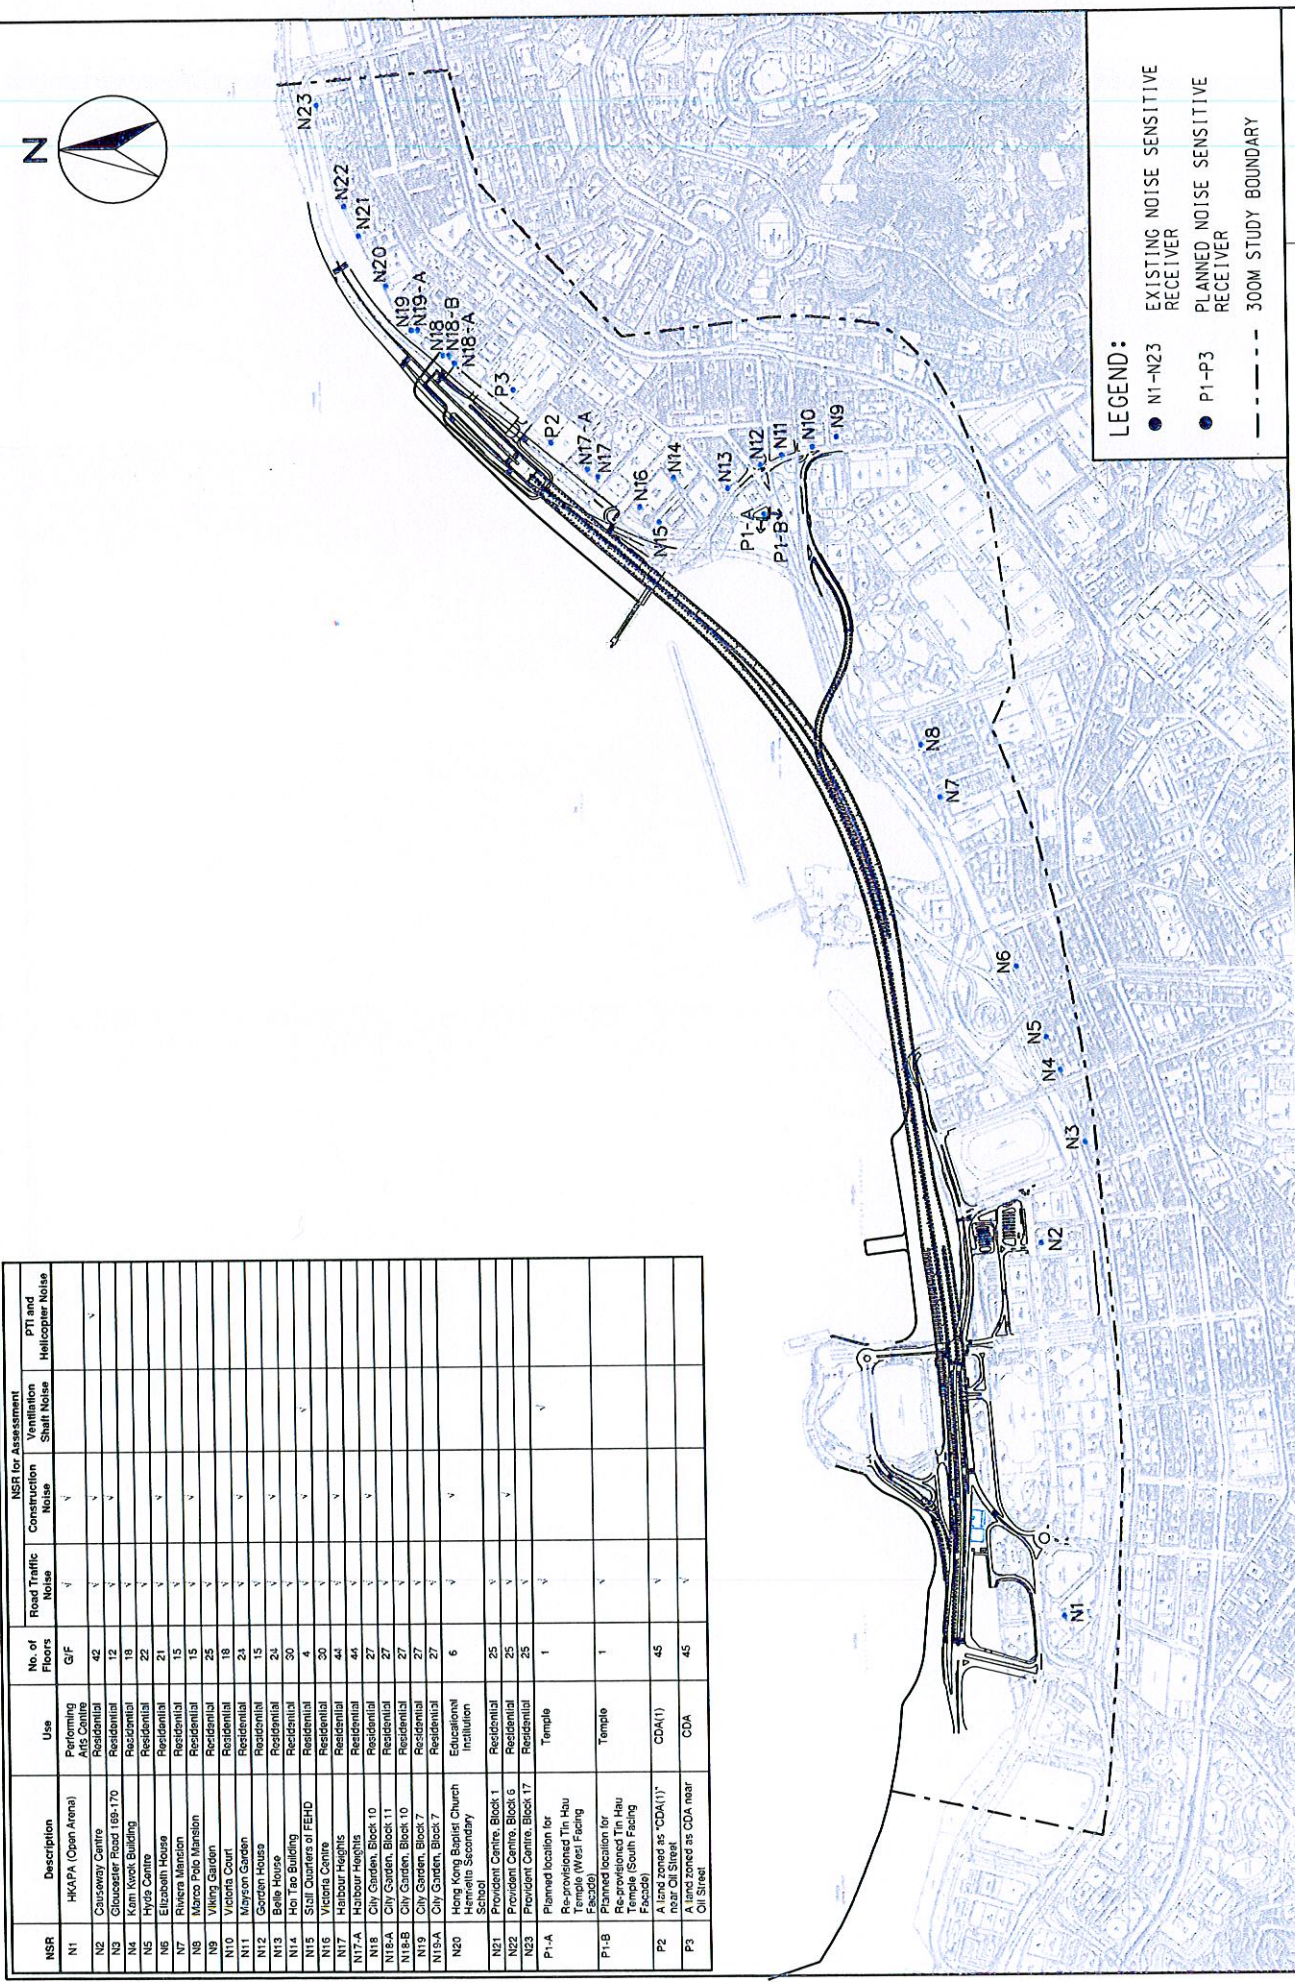 N
NSR
Description
Use
No. of
Floors
NSR for Assessment
Road Traffic
Noise
Construction
Noise
Ventilation
Shaft Noise
PTI and
Helicopter Noise
N1 HKAPA (Open Arena) Performing Arts Centre G/F √ √
N2 Causeway Centre Residential 42 √ √ √
N3 Gloucester Road 169-170 Residential 12 √ √
N4 Kam Kwok Building Residential 18 √
N5 Hyde Centre Residential 22 √
N6 Elizabeth House Residential 21 √ √
N7 Riviera Mansion Residential 15 √
N8 Marco Polo Mansion Residential 15 √ √
N9 Viking Garden Residential 25 √
N10 Victoria Court Residential 18 √
N11 Mayson Garden Residential 24 √ √
N12 Gorden House Residential 15 √
N13 Belle House Residential 24 √ √
N14 Hoi Tao Building Residential 30 √
N15 Staff Quarters of FEHD Residential 4 √ √ √
N16 Victoria Centre Residential 30 √
N17 Harbour Heights Residential 44 √ √
N17-A Harbour Heights Residential 44 √
N18 City Garden, Block 10 Residential 27 √ √
N18-A City Garden, Block 11 Residential 27 √
N18-B City Garden, Block 10 Residential 27 √
N19 City Garden, Block 7 Residential 27 √
N19-A City Garden, Block 7 Residential 27 √
N20 Hong Kong Baptist Church
Henrietta Secondary
School
Educational
Institution
6 √ √
N21 Provident Centre, Block 1 Residential 25 √
N22 Provident Centre, Block 6 Residential 25 √ √
N23 Provident Centre, Block 17 Residential 25 √
P1-A Planned location for
Re-provisioned Tin Hau
Temple (West Facing
Facade)
Temple 1 √ √
P1-B Planned location for
Re-provisioned Tin Hau
Temple (South Facing
Facade)
Temple 1 √
P2 A land zoned as "CDA(1)"
near Oil Street
CDA(1) 45 √
P3 A land zoned as CDA near
Oil Street
CDA 45 √
N1
N2
N3
N4
N5
N6
N7
N8
N9
N10
N11
N12
N13
P1-A
P1-B
N14
N15
N16
N17
N17-A
P2
P3
N18-A
N18-B
N18
N19-A
N19
N20
N21
N22
N23
LEGEND:
N1-N23 EXISTING NOISE SENSITIVE
RECEIVER
P1-P3 PLANNED NOISE SENSITIVE
RECEIVER
300M STUDY BOUNDARY